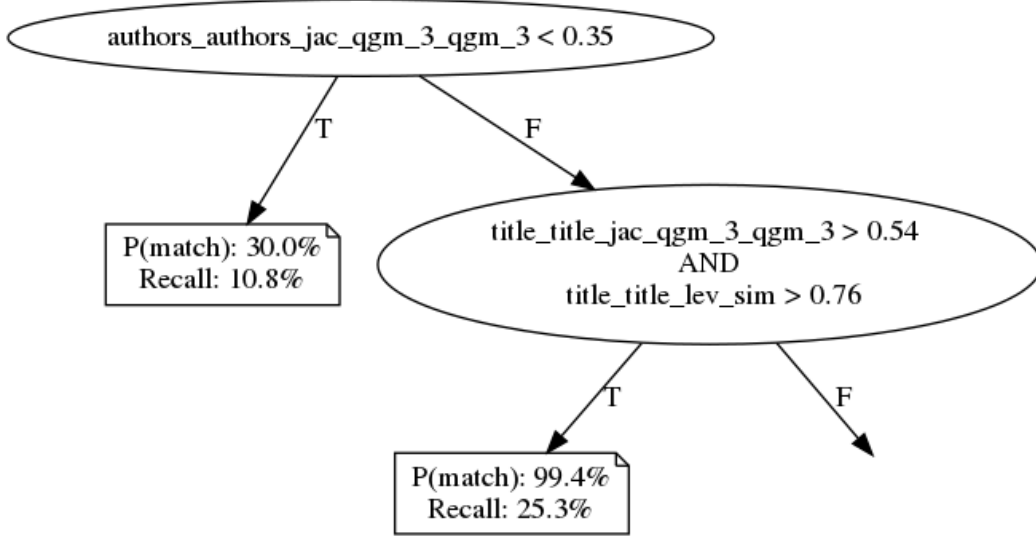 authors_authors_jac_qgm_3_qgm_3 < 0.35
T
F
P(match): 30.0%
Recall: 10.8%
title_title_jac_qgm_3_qgm_3 > 0.54
AND
title_title_lev_sim > 0.76
T
F
P(match): 99.4%
Recall: 25.3%